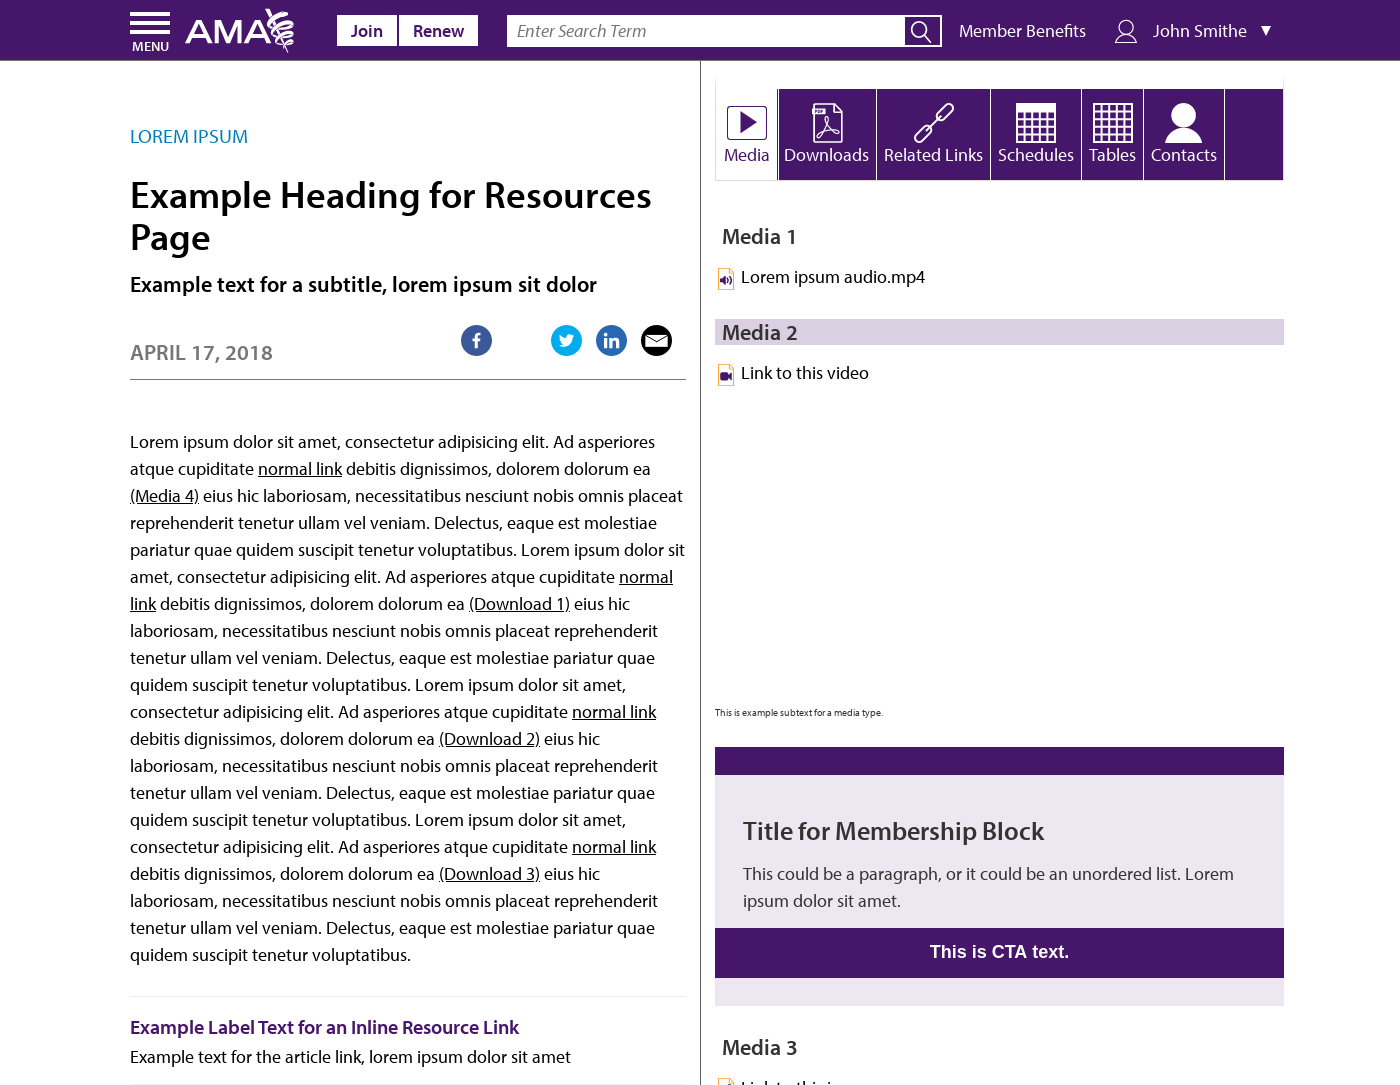 MENU
AMA
Join
Renew
Enter Search Term
Member Benefits
John Smithe ▼
LOREM IPSUM
Example Heading for Resources
Page
Example text for a subtitle, lorem ipsum sit dolor
APRIL 17, 2018
Lorem ipsum dolor sit amet, consectetur adipisicing elit. Ad asperiores
atque cupiditate normal link debitis dignissimos, dolorem dolorum ea
(Media 4) eius hic laboriosam, necessitatibus nesciunt nobis omnis placeat
reprehenderit tenetur ullam vel veniam. Delectus, eaque est molestiae
pariatur quae quidem suscipit tenetur voluptatibus. Lorem ipsum dolor sit
amet, consectetur adipisicing elit. Ad asperiores atque cupiditate normal
link debitis dignissimos, dolorem dolorum ea (Download 1) eius hic
laboriosam, necessitatibus nesciunt nobis omnis placeat reprehenderit
tenetur ullam vel veniam. Delectus, eaque est molestiae pariatur quae
quidem suscipit tenetur voluptatibus. Lorem ipsum dolor sit amet,
consectetur adipisicing elit. Ad asperiores atque cupiditate normal link
debitis dignissimos, dolorem dolorum ea (Download 2) eius hic
laboriosam, necessitatibus nesciunt nobis omnis placeat reprehenderit
tenetur ullam vel veniam. Delectus, eaque est molestiae pariatur quae
quidem suscipit tenetur voluptatibus. Lorem ipsum dolor sit amet,
consectetur adipisicing elit. Ad asperiores atque cupiditate normal link
debitis dignissimos, dolorem dolorum ea (Download 3) eius hic
laboriosam, necessitatibus nesciunt nobis omnis placeat reprehenderit
tenetur ullam vel veniam. Delectus, eaque est molestiae pariatur quae
quidem suscipit tenetur voluptatibus.
Example Label Text for an Inline Resource Link
Example text for the article link, lorem ipsum dolor sit amet
Media
PDF
Downloads
Related Links
Schedules
Tables
Contacts
Media 1
Lorem ipsum audio.mp4
Media 2
Link to this video
This is example subtext for a media type.
Title for Membership Block
This could be a paragraph, or it could be an unordered list. Lorem
ipsum dolor sit amet.
This is CTA text.
Media 3